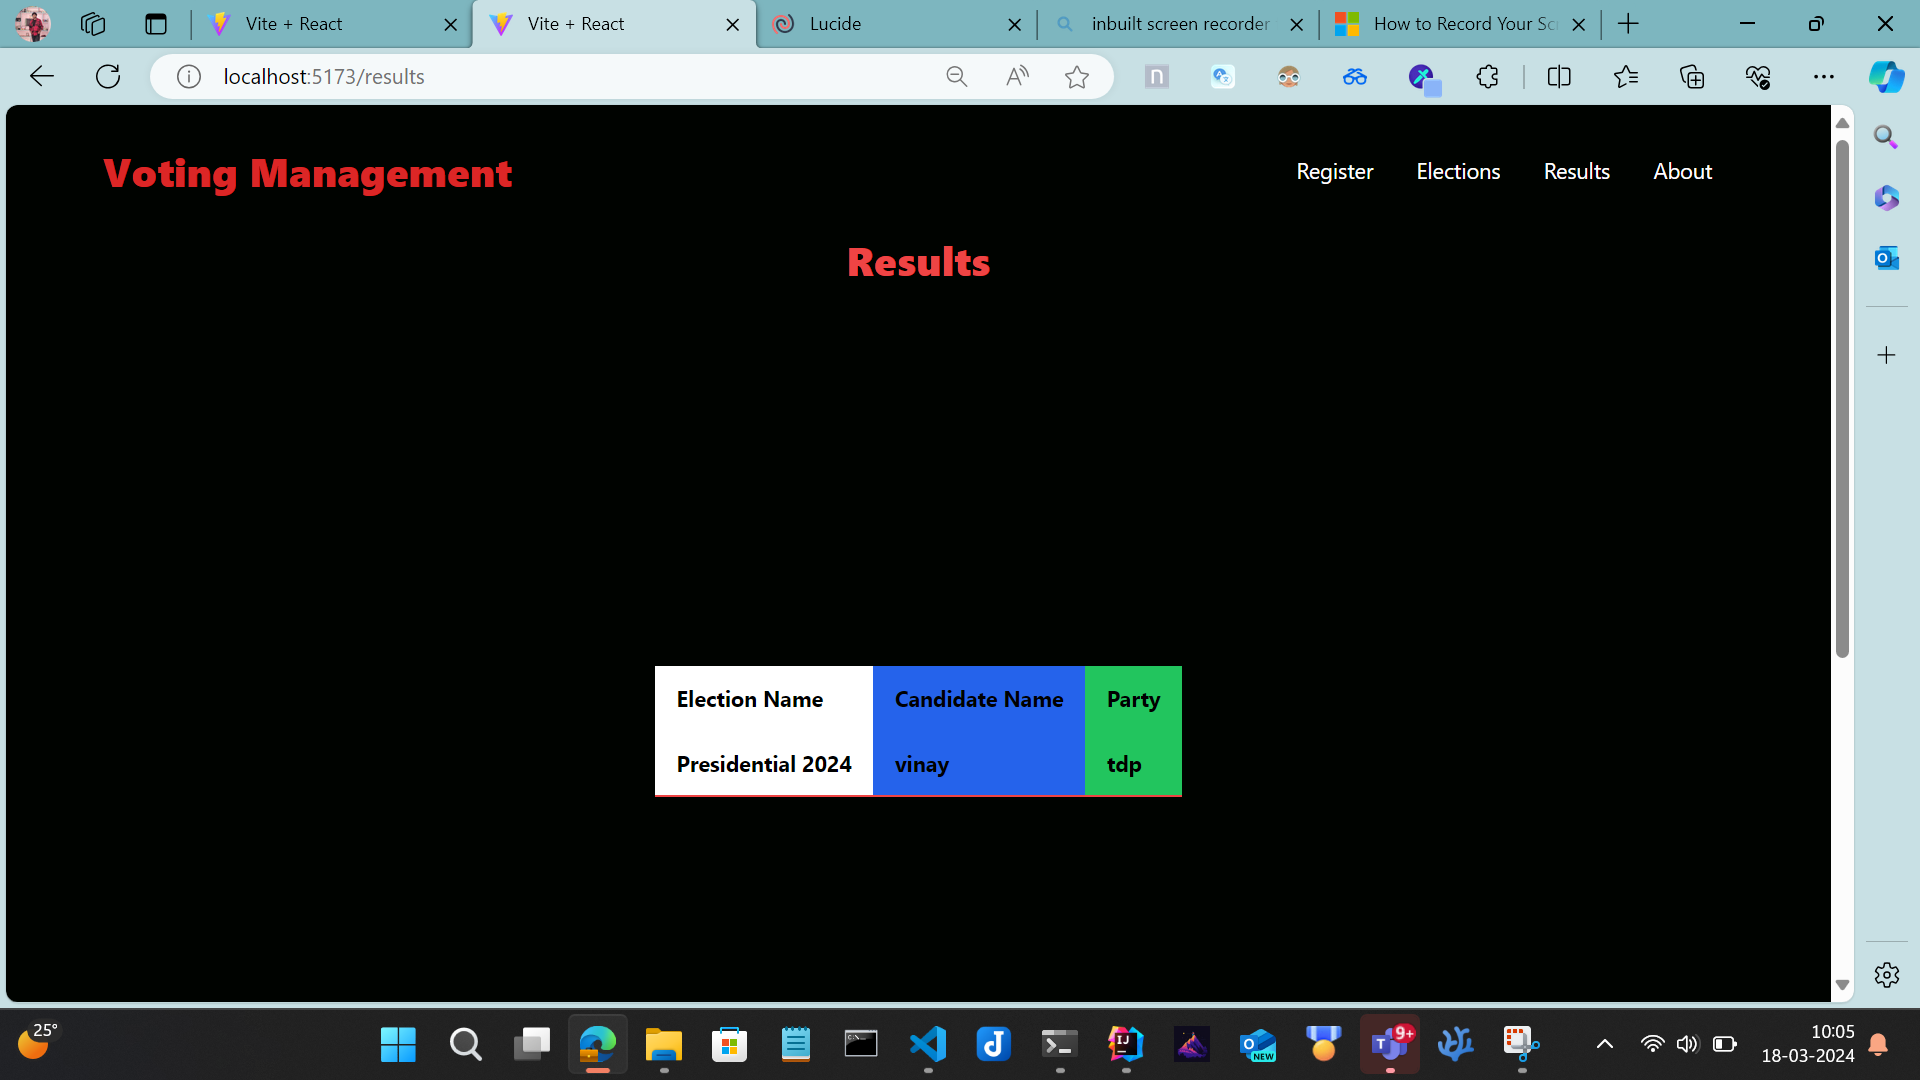 Vite + React
Vite + React
Lucide
inbuilt screen recorder
How to Record Your Sc
localhost:5173/results
Voting Management
Register
Elections
Results
About
Results
Election Name
Candidate Name
Party
Presidential 2024
vinay
tdp
25°
NEW
9+
10:05
18-03-2024